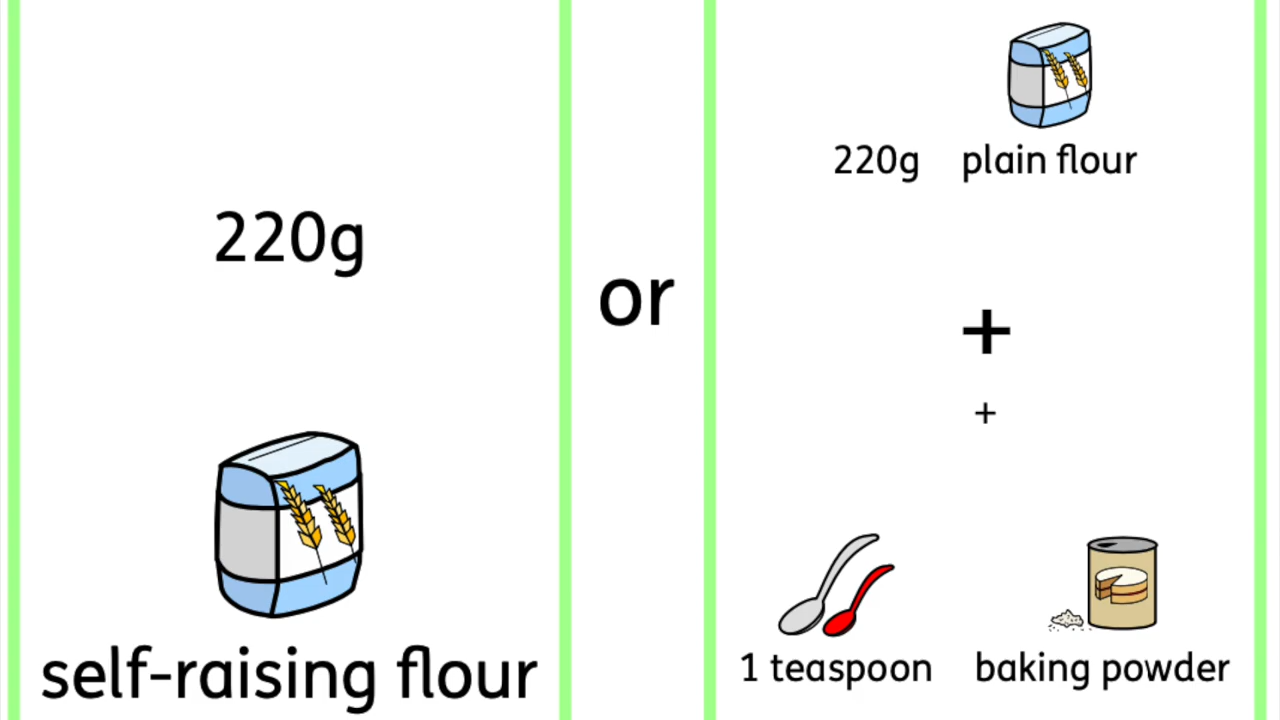 220g
self-raising flour
or
220g plain flour
+
+
1 teaspoon baking powder